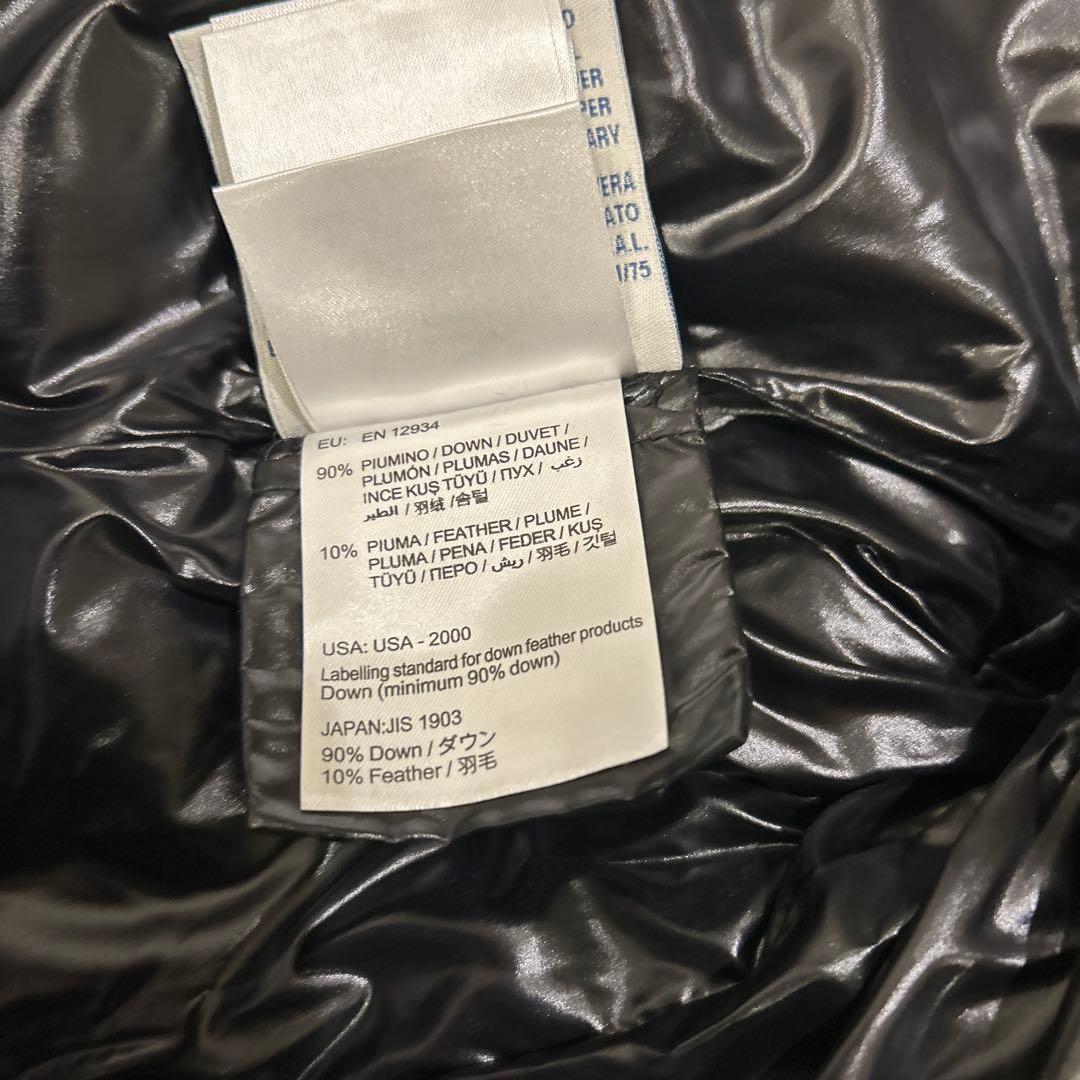 ARY
ATO
A.L.
EU: EN 12934
90% PIUMINO / DOWN / DUVET /
PLUMÓN / PLUMAS / DAUNE /
INCE KUŞ TÜYÜ / ПУХ / زغب
الطير / 羽绒 /솜털
10% PIUMA / FEATHER / PLUME /
PLUMA / PENA / FEDER / KUŞ
TÜYÜ / ПЕРО / ريش / 羽毛 / 깃털
USA: USA - 2000
Labelling standard for down feather products
Down (minimum 90% down)
JAPAN:JIS 1903
90% Down / ダウン
10% Feather / 羽毛